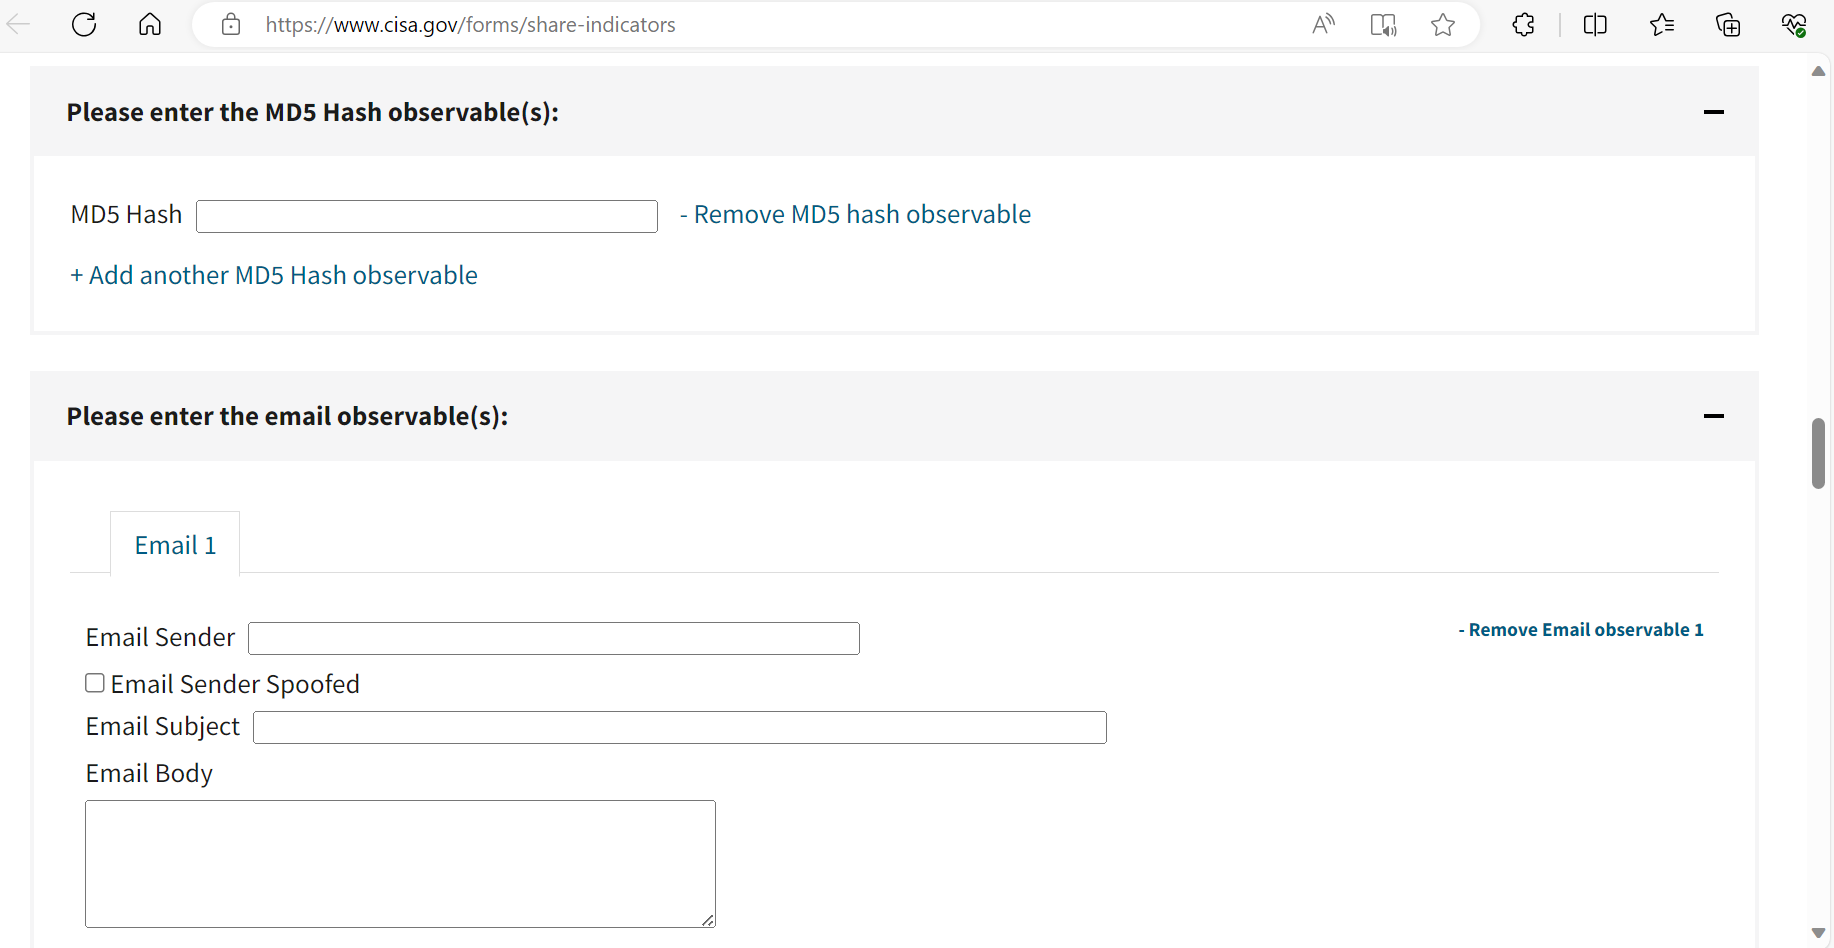 https://www.cisa.gov/forms/share-indicators
Please enter the MD5 Hash observable(s):
MD5 Hash - Remove MD5 hash observable
+ Add another MD5 Hash observable
Please enter the email observable(s):
Email 1
Email Sender - Remove Email observable 1
Email Sender Spoofed
Email Subject
Email Body